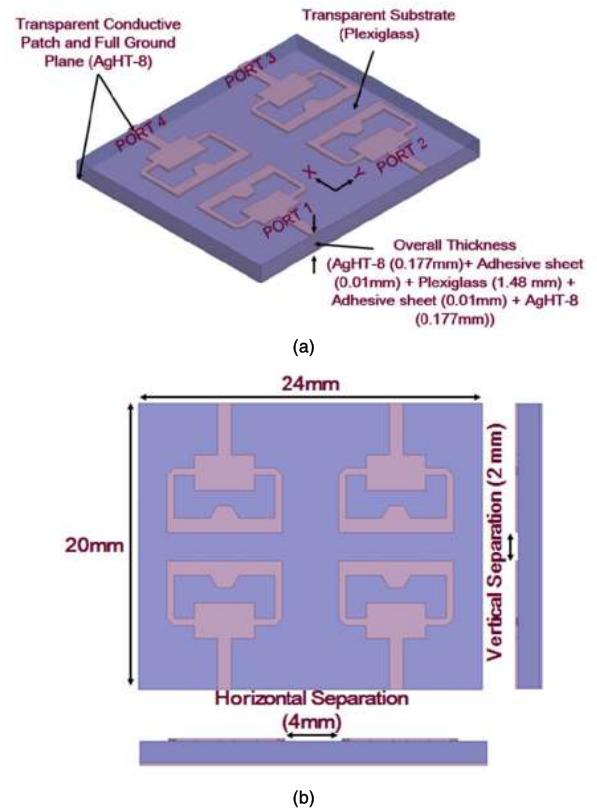 Transparent Conductive
Patch and Full Ground
Plane (AgHT-8)
Transparent Substrate
(Plexiglass)
PORT 3
PORT 4
PORT 2
X
Y
PORT 1
Overall Thickness
(AgHT-8 (0.177mm)+ Adhesive sheet
(0.01mm) + Plexiglass (1.48 mm) +
Adhesive sheet (0.01mm) + AgHT-8
(0.177mm))
(a)
24mm
20mm
Vertical Separation (2 mm)
Horizontal Separation
(4mm)
(b)